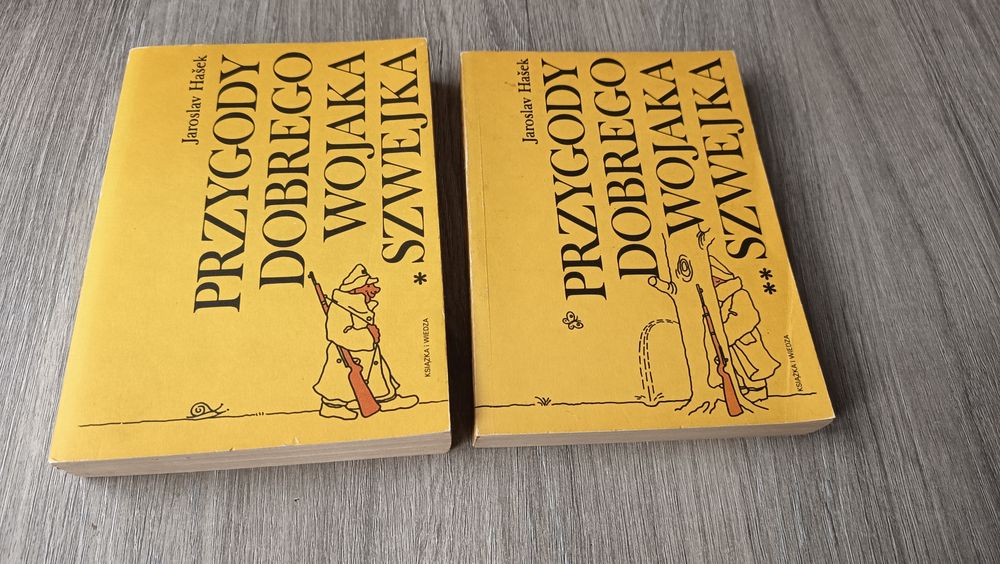 Jaroslav Hašek
PRZYGODY
DOBREGO
WOJAKA
* SZWEJKA
KSIĄŻKA i WIEDZA
Jaroslav Hašek
PRZYGODY
DOBREGO
WOJAKA
** SZWEJKA
KSIĄŻKA i WIEDZA